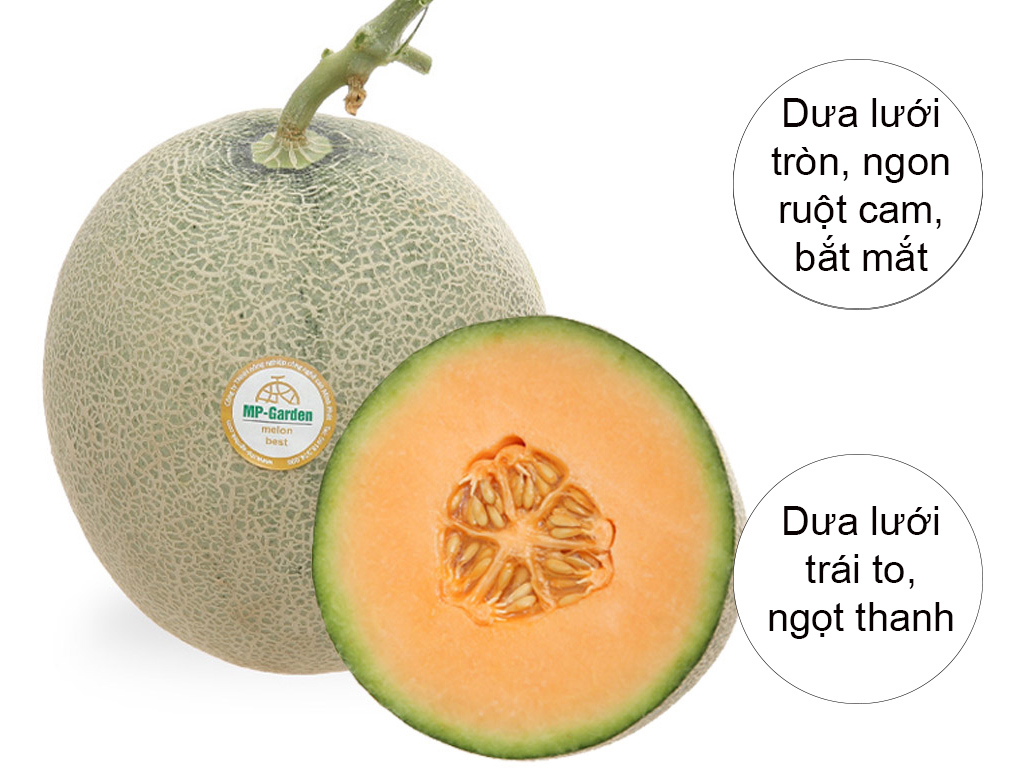 Dưa lưới
tròn, ngon
ruột cam,
bắt mắt
MP-Garden
melon
best
Dưa lưới
trái to,
ngọt thanh